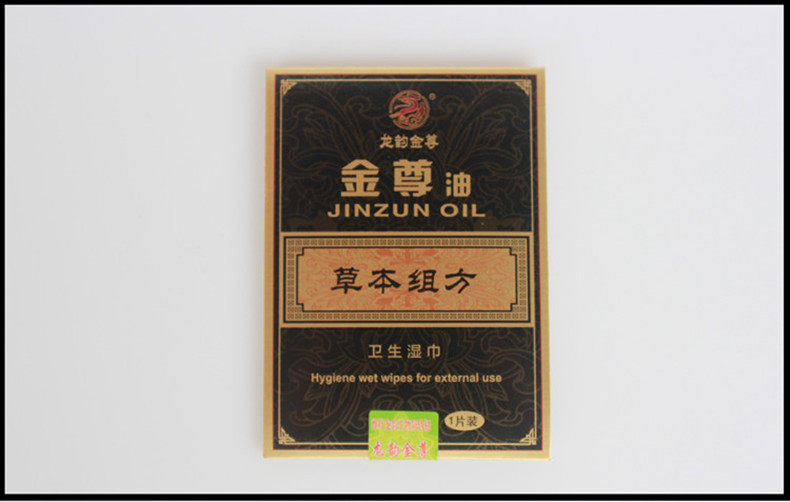 ®
龙韵金尊
金尊油
JINZUN OIL
草本组方
卫生湿巾
Hygiene wet wipes for external use
1片装
龙韵金尊